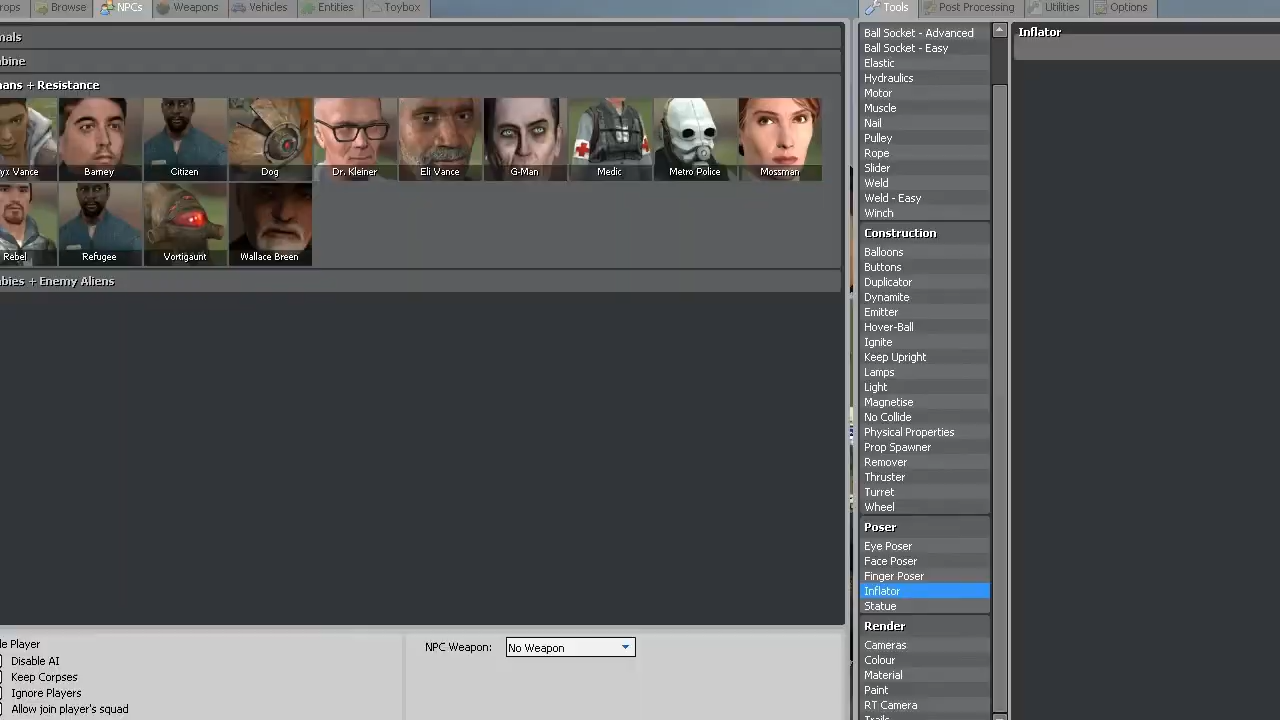 rops Browse NPCs Weapons Vehicles Entities Toybox
mals
bine
ans + Resistance
yx Vance Barney Citizen Dog Dr. Kleiner Eli Vance G-Man Medic Metro Police Mossman
Rebel Refugee Vortigaunt Wallace Breen
bies + Enemy Aliens
le Player
Disable AI
Keep Corpses
Ignore Players
Allow join player's squad
NPC Weapon: No Weapon
Tools Post Processing Utilities Options
Ball Socket - Advanced
Ball Socket - Easy
Elastic
Hydraulics
Motor
Muscle
Nail
Pulley
Rope
Slider
Weld
Weld - Easy
Winch
Construction
Balloons
Buttons
Duplicator
Dynamite
Emitter
Hover-Ball
Ignite
Keep Upright
Lamps
Light
Magnetise
No Collide
Physical Properties
Prop Spawner
Remover
Thruster
Turret
Wheel
Poser
Eye Poser
Face Poser
Finger Poser
Inflator
Statue
Render
Cameras
Colour
Material
Paint
RT Camera
Trails
Inflator